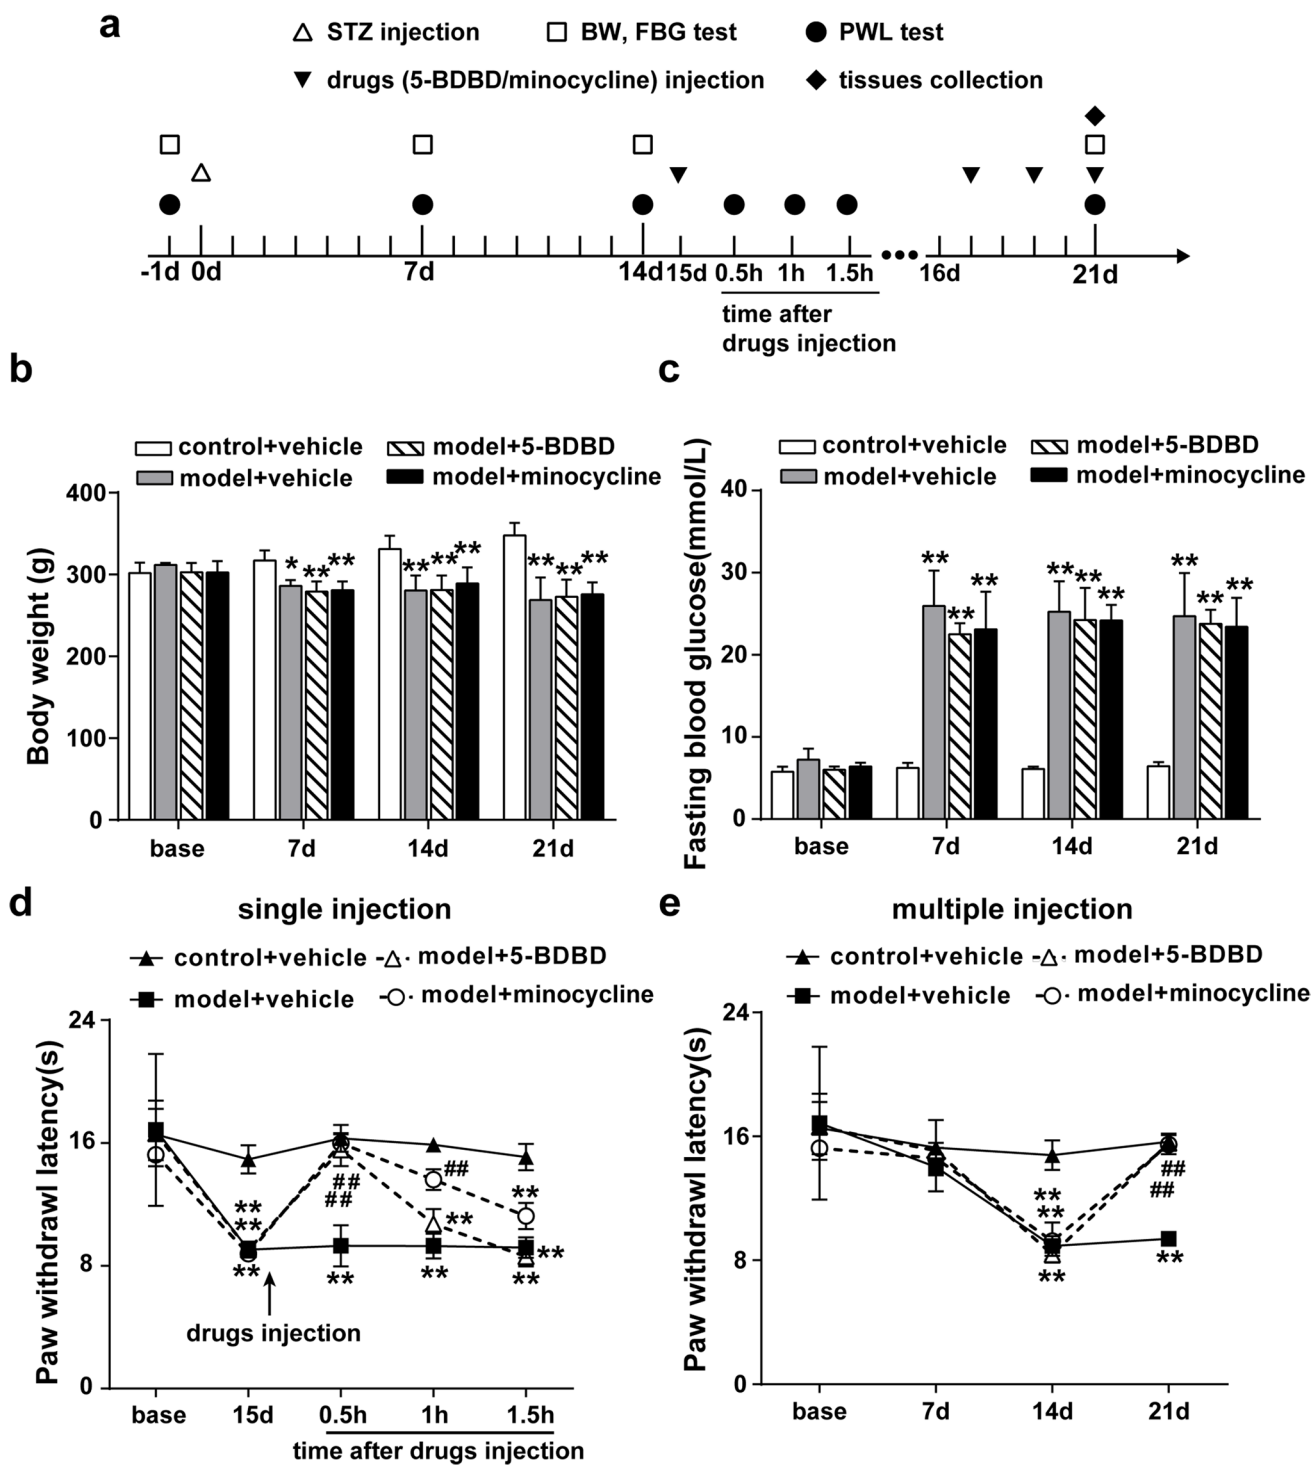 a
STZ injection BW, FBG test PWL test
drugs (5-BDBD/minocycline) injection tissues collection
-1d 0d 7d 14d 15d 0.5h 1h 1.5h 16d 21d
time after
drugs injection
b
control+vehicle model+5-BDBD
model+vehicle model+minocycline
Body weight (g)
400
300
200
100
0
* ** ** ** ** ** ** ** **
base 7d 14d 21d
c
control+vehicle model+5-BDBD
model+vehicle model+minocycline
Fasting blood glucose(mmol/L)
40
30
20
10
0
** ** ** ** ** ** ** ** **
base 7d 14d 21d
d
single injection
control+vehicle model+5-BDBD
model+vehicle model+minocycline
Paw withdrawl latency(s)
24
16
8
0
** ## ## **
** ## ** **
** ** ** **
drugs injection
base 15d 0.5h 1h 1.5h
time after drugs injection
e
multiple injection
control+vehicle model+5-BDBD
model+vehicle model+minocycline
Paw withdrawl latency(s)
24
16
8
0
** ##
** ##
** **
base 7d 14d 21d